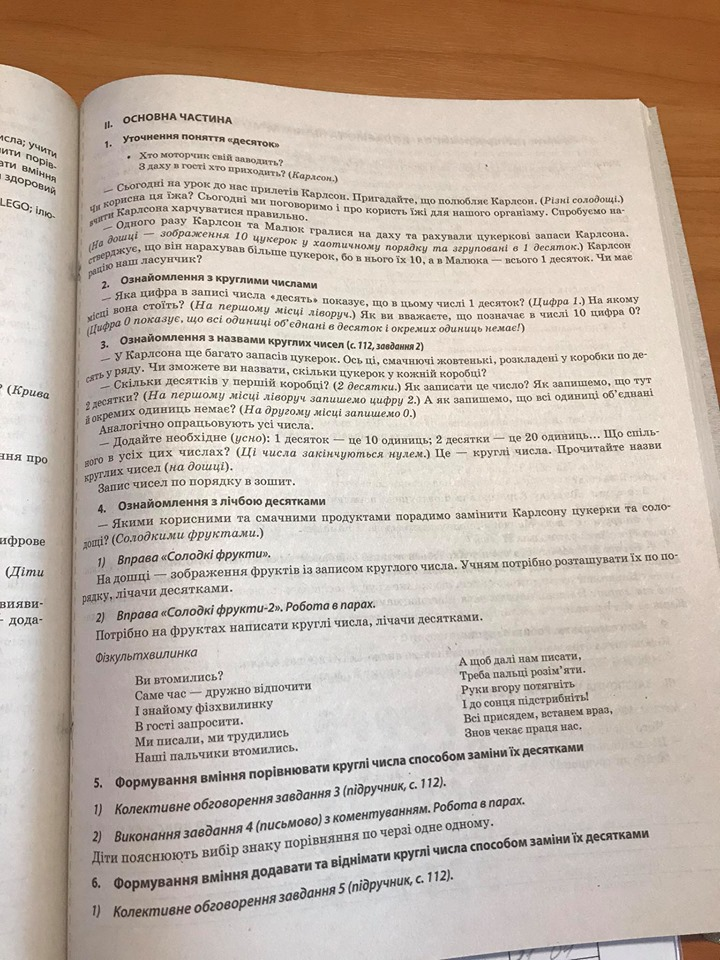 исла; учити
чити порів-
ати вміння
здоровий
LEGO; ілю-
? (Крива
ння про
ифрове
(Діти
вияви-
- дода-
II. ОСНОВНА ЧАСТИНА
1. Уточнення поняття «десяток»
• Хто моторчик свій заводить?
З даху в гості хто приходить? (Карлсон.)
— Сьогодні на урок до нас прилетів Карлсон. Пригадайте, що полюбляє Карлсон. (Різні солодощі.)
Чи корисна ця їжа? Сьогодні ми поговоримо і про користь їжі для нашого організму. Спробуємо на-
вчити Карлсона харчуватися правильно.
— Одного разу Карлсон та Малюк гралися на даху та рахували цукеркові запаси Карлсона.
(На дошці — зображення 10 цукерок у хаотичному порядку та згруповані в 1 десяток.) Карлсон
стверджує, що він нарахував більше цукерок, бо в нього їх 10, а в Малюка — всього 1 десяток. Чи має
рацію наш ласунчик?
2. Ознайомлення з круглими числами
— Яка цифра в записі числа «десять» показує, що в цьому числі 1 десяток? (Цифра 1.) На якому
місці вона стоїть? (На першому місці ліворуч.) Як ви вважаєте, що позначає в числі 10 цифра 0?
(Цифра 0 показує, що всі одиниці об’єднані в десяток і окремих одиниць немає!)
3. Ознайомлення з назвами круглих чисел (с. 112, завдання 2)
— У Карлсона ще багато запасів цукерок. Ось ці, смачнючі жовтенькі, розкладені у коробки по де-
сять у ряду. Чи зможете ви назвати, скільки цукерок у кожній коробці?
— Скільки десятків у першій коробці? (2 десятки.) Як записати це число? Як запишемо, що тут
2 десятки? (На першому місці ліворуч запишемо цифру 2.) А як запишемо, що всі одиниці об’єднані
й окремих одиниць немає? (На другому місці запишемо 0.)
Аналогічно опрацьовують усі числа.
— Додайте необхідне (усно): 1 десяток — це 10 одиниць; 2 десятки — це 20 одиниць... Що спіль-
ного в усіх цих числах? (Ці числа закінчуються нулем.) Це — круглі числа. Прочитайте назви
круглих чисел (на дошці).
Запис чисел по порядку в зошит.
4. Ознайомлення з лічбою десятками
— Якими корисними та смачними продуктами порадимо замінити Карлсону цукерки та соло-
дощі? (Солодкими фруктами.)
1) Вправа «Солодкі фрукти».
На дошці — зображення фруктів із записом круглого числа. Учням потрібно розташувати їх по по-
рядку, лічачи десятками.
2) Вправа «Солодкі фрукти-2». Робота в парах.
Потрібно на фруктах написати круглі числа, лічачи десятками.
Фізкультхвилинка
Ви втомились?
Саме час — дружно відпочити
І знайому фізхвилинку
В гості запросити.
Ми писали, ми трудились
Наші пальчики втомились.
А щоб далі нам писати,
Треба пальці розім’яти.
Руки вгору потягніть
І до сонця підстрибніть!
Всі присядем, встанем враз,
Знов чекає праця нас.
5. Формування вміння порівнювати круглі числа способом заміни їх десятками
1) Колективне обговорення завдання 3 (підручник, с. 112).
2) Виконання завдання 4 (письмово) з коментуванням. Робота в парах.
Діти пояснюють вибір знаку порівняння по черзі одне одному.
6. Формування вміння додавати та віднімати круглі числа способом заміни їх десятками
1) Колективне обговорення завдання 5 (підручник, с. 112).